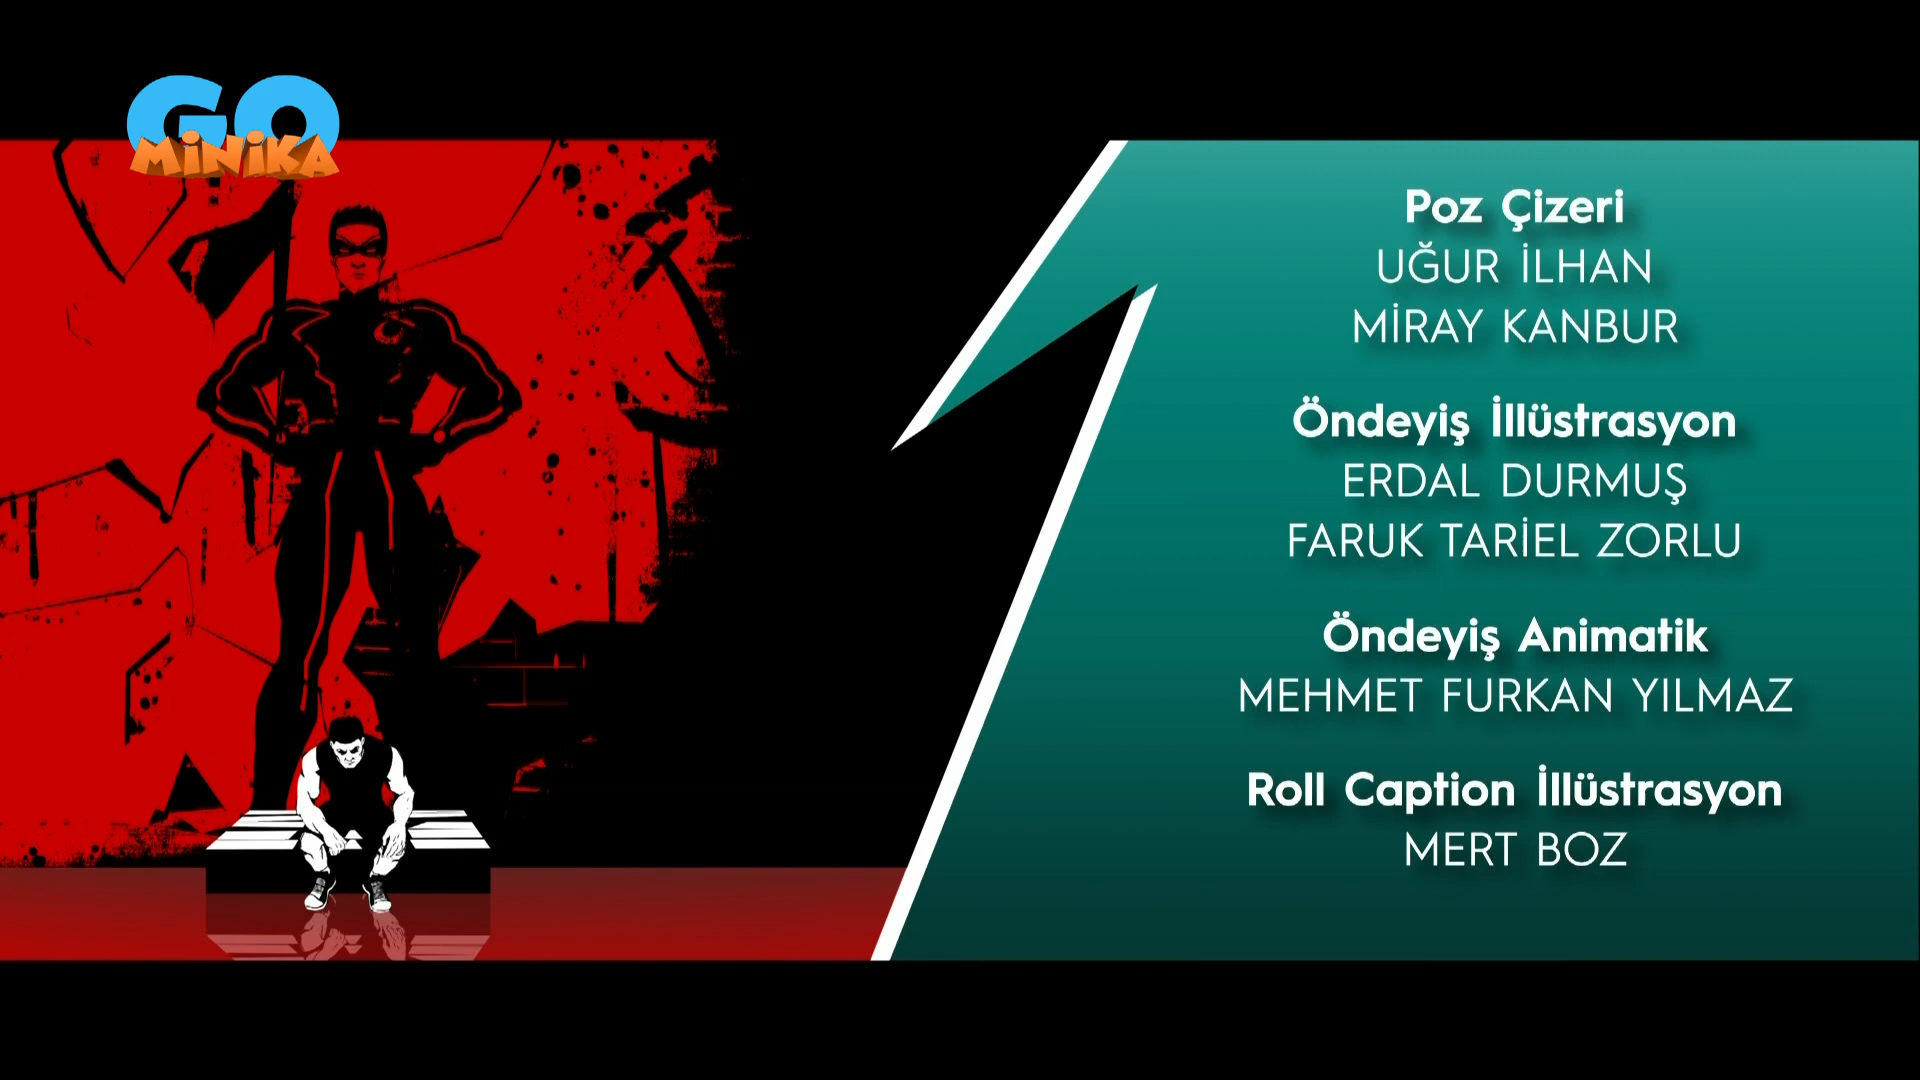 GO
MİNİKA
Poz Çizeri
UĞUR İLHAN
MİRAY KANBUR
Öndeyiş İllüstrasyon
ERDAL DURMUŞ
FARUK TARİEL ZORLU
Öndeyiş Animatik
MEHMET FURKAN YILMAZ
Roll Caption İllüstrasyon
MERT BOZ